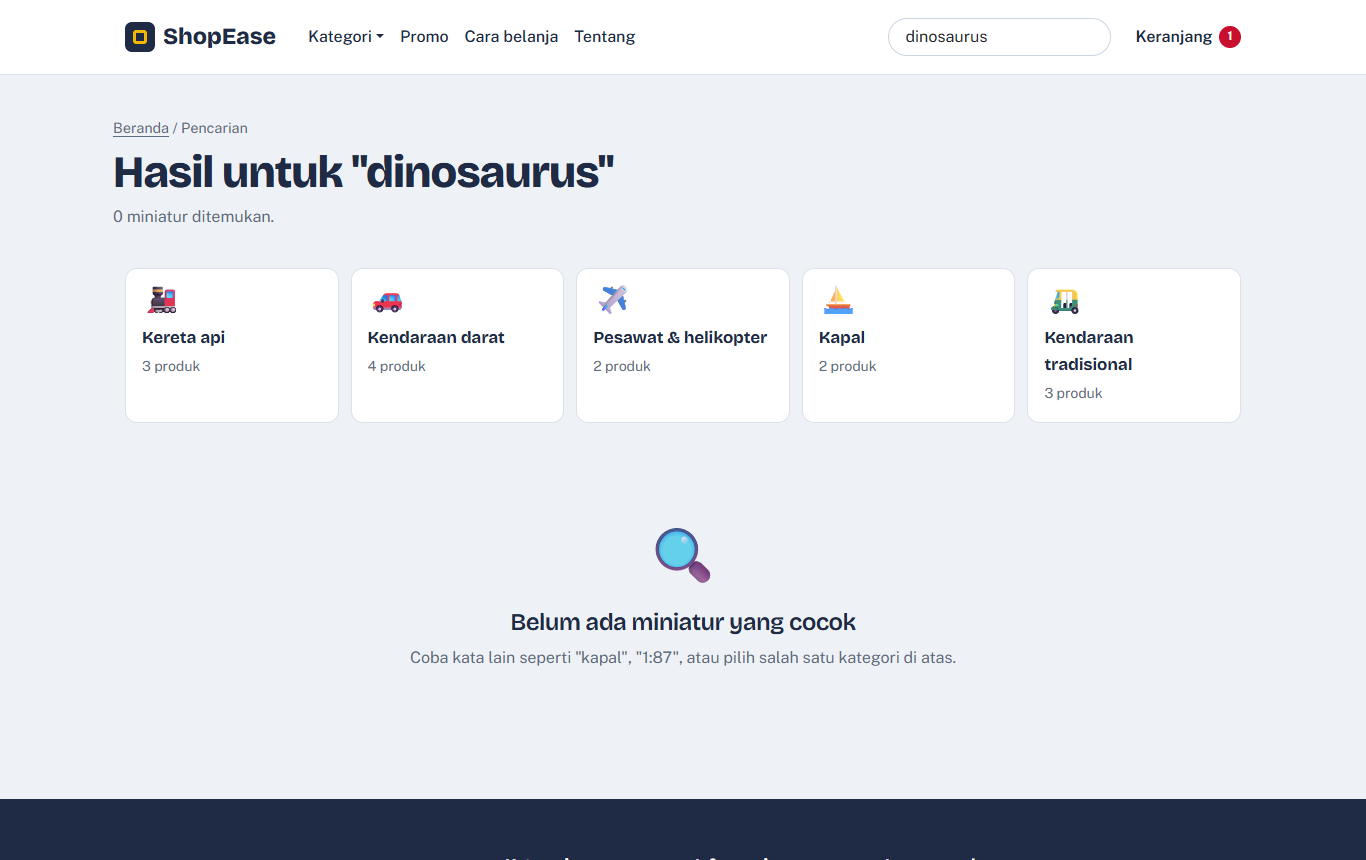 ShopEase
Kategori
Promo
Cara belanja
Tentang
dinosaurus
Keranjang 1
Beranda / Pencarian
Hasil untuk "dinosaurus"
0 miniatur ditemukan.
Kereta api
3 produk
Kendaraan darat
4 produk
Pesawat & helikopter
2 produk
Kapal
2 produk
Kendaraan
tradisional
3 produk
Belum ada miniatur yang cocok
Coba kata lain seperti "kapal", "1:87", atau pilih salah satu kategori di atas.